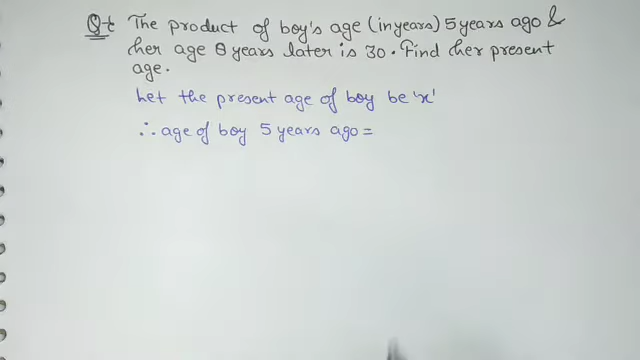 Q:t The product of boy's age (in years) 5 years ago &
her age 8 years later is 30. Find her present
age.
Let the present age of boy be 'x'
∴ age of boy 5 years ago =